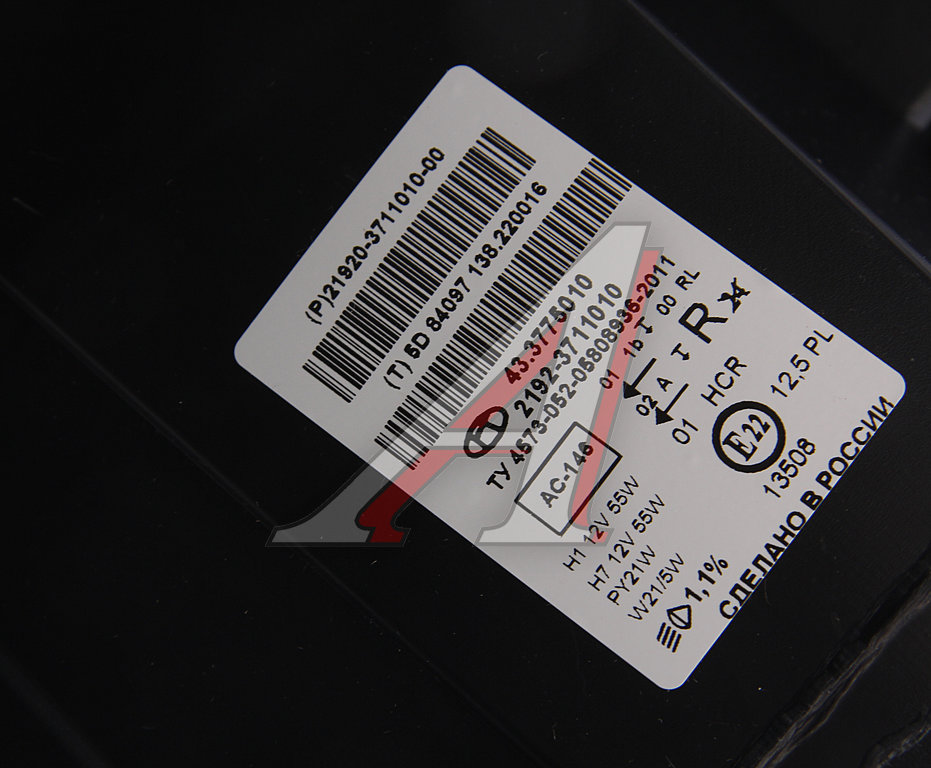 (P)21920-3711010-00
(T) 5D 84097 138.220016
43.3775010
2192-3711010
ТУ 4573-052-05808936-2011
AC-146
H1 12V 55W
H7 12V 55W
PY21W
W21/5W
1,1%
01 1b 00 RL
02 A R
01 HCR
E22 12,5 PL
13508
СДЕЛАНО В РОССИИ